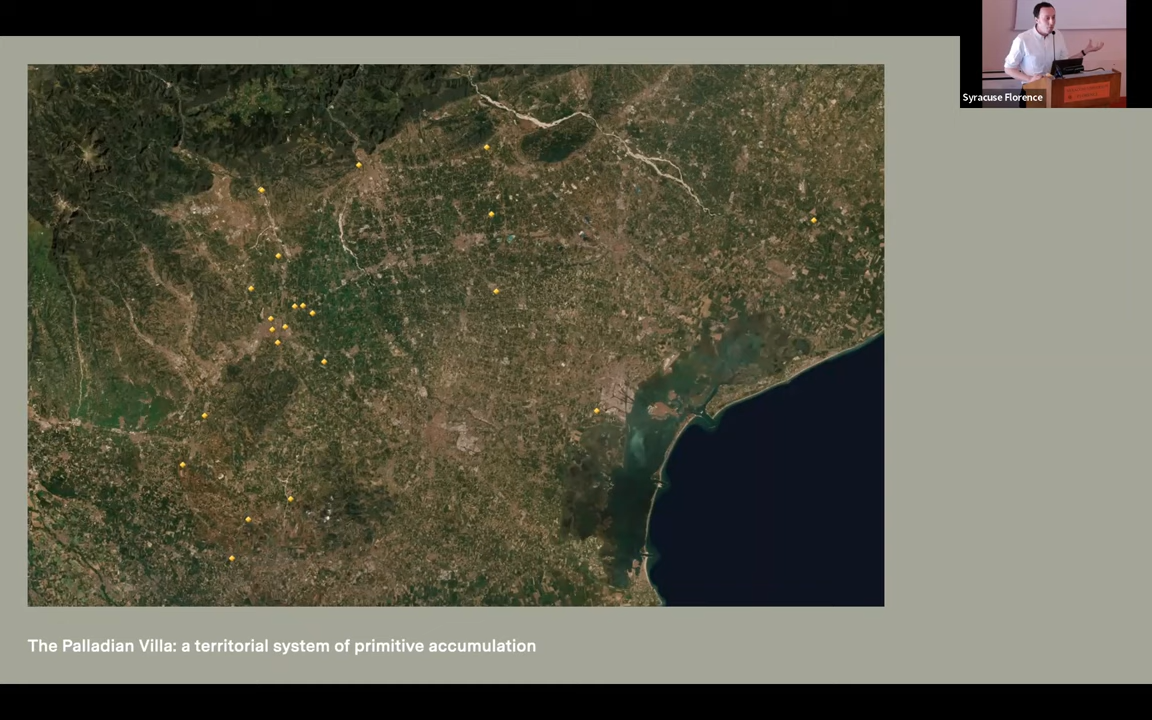 Syracuse Florence
The Palladian Villa: a territorial system of primitive accumulation